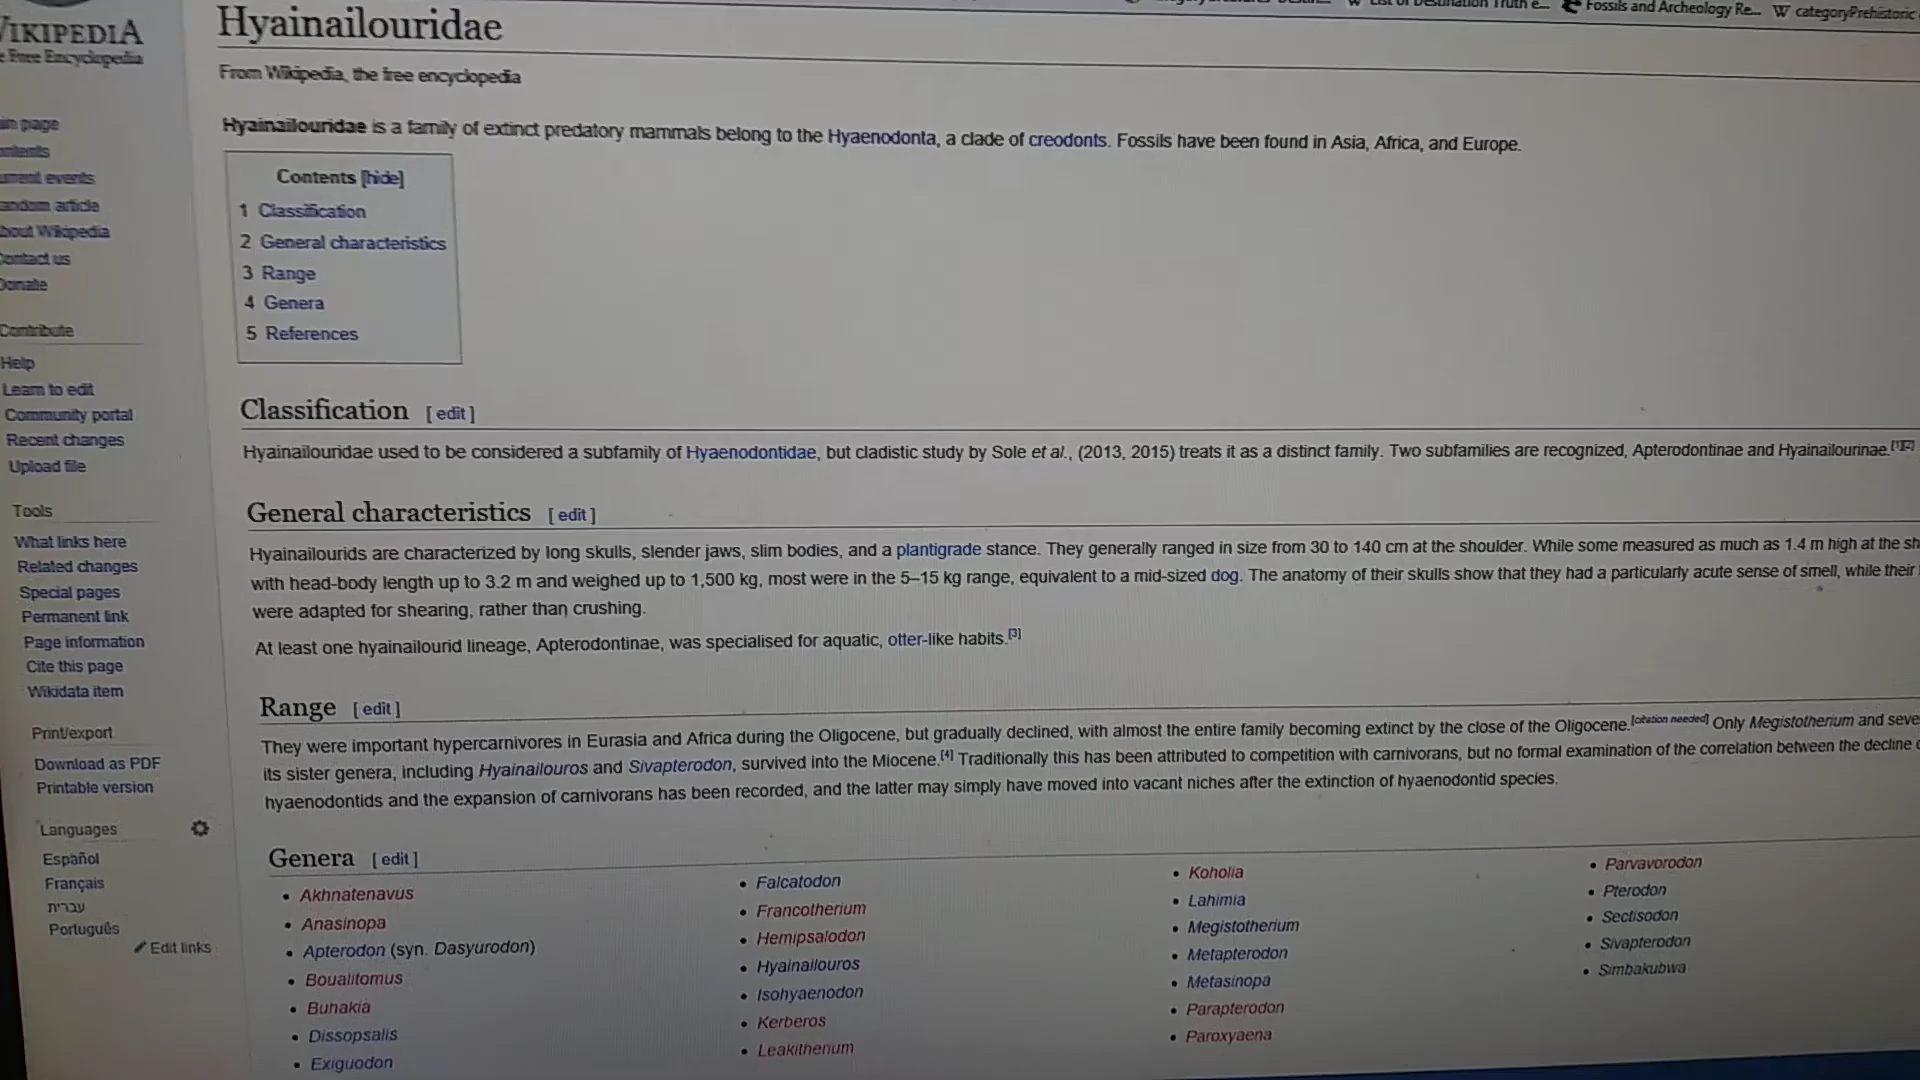 Fossils and Archeology Re... W categoryPrehistoric
WIKIPEDIA
Free Encyclopedia
Hyainailouridae
From Wikipedia, the free encyclopedia
Hyainailouridae is a family of extinct predatory mammals belong to the Hyaenodonta, a clade of creodonts. Fossils have been found in Asia, Africa, and Europe.
page
events
article
Wikipedia
Contact us
Donate
Contribute
Help
Learn to edit
Community portal
Recent changes
Upload file
Tools
What links here
Related changes
Special pages
Permanent link
Page information
Cite this page
Wikidata item
Print/export
Download as PDF
Printable version
Languages
Español
Français
עברית
Português
Edit links
Contents [hide]
1 Classification
2 General characteristics
3 Range
4 Genera
5 References
Classification [ edit ]
Hyainailouridae used to be considered a subfamily of Hyaenodontidae, but cladistic study by Sole et al., (2013, 2015) treats it as a distinct family. Two subfamilies are recognized, Apterodontinae and Hyainailourinae.[1][2]
General characteristics [ edit ]
Hyainailourids are characterized by long skulls, slender jaws, slim bodies, and a plantigrade stance. They generally ranged in size from 30 to 140 cm at the shoulder. While some measured as much as 1.4 m high at the sh
with head-body length up to 3.2 m and weighed up to 1,500 kg, most were in the 5–15 kg range, equivalent to a mid-sized dog. The anatomy of their skulls show that they had a particularly acute sense of smell, while their
were adapted for shearing, rather than crushing.
At least one hyainailourid lineage, Apterodontinae, was specialised for aquatic, otter-like habits.[3]
Range [ edit ]
They were important hypercarnivores in Eurasia and Africa during the Oligocene, but gradually declined, with almost the entire family becoming extinct by the close of the Oligocene.[citation needed] Only Megistotherium and seve
its sister genera, including Hyainailouros and Sivapterodon, survived into the Miocene.[4] Traditionally this has been attributed to competition with carnivorans, but no formal examination of the correlation between the decline
hyaenodontids and the expansion of carnivorans has been recorded, and the latter may simply have moved into vacant niches after the extinction of hyaenodontid species.
Genera [ edit ]
• Akhnatenavus
• Anasinopa
• Apterodon (syn. Dasyurodon)
• Boualitomus
• Buhakia
• Dissopsalis
• Exiguodon
• Falcatodon
• Francotherium
• Hemipsalodon
• Hyainailouros
• Isohyaenodon
• Kerberos
• Leakitherium
• Koholia
• Lahimia
• Megistotherium
• Metapterodon
• Metasinopa
• Parapterodon
• Paroxyaena
• Parvavorodon
• Pterodon
• Sectisodon
• Sivapterodon
• Simbakubwa